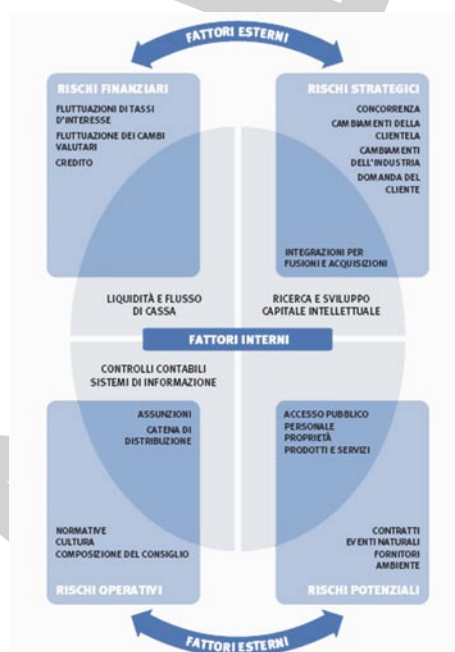 FATTORI ESTERNI
RISCHI FINANZIARI
FLUTTUAZIONI DI TASSI
D'INTERESSE
FLUTTUAZIONE DEI CAMBI
VALUTARI
CREDITO
RISCHI STRATEGICI
CONCORRENZA
CAMBIAMENTI DELLA
CLIENTELA
CAMBIAMENTI
DELL'INDUSTRIA
DOMANDA DEL
CLIENTE
INTEGRAZIONI PER
FUSIONI E ACQUISIZIONI
LIQUIDITÀ E FLUSSO
DI CASSA
RICERCA E SVILUPPO
CAPITALE INTELLETTUALE
FATTORI INTERNI
CONTROLLI CONTABILI
SISTEMI DI INFORMAZIONE
ASSUNZIONI
CATENA DI
DISTRIBUZIONE
ACCESSO PUBBLICO
PERSONALE
PROPRIETÀ
PRODOTTI E SERVIZI
NORMATIVE
CULTURA
COMPOSIZIONE DEL CONSIGLIO
RISCHI OPERATIVI
CONTRATTI
EVENTI NATURALI
FORNITORI
AMBIENTE
RISCHI POTENZIALI
FATTORI ESTERNI